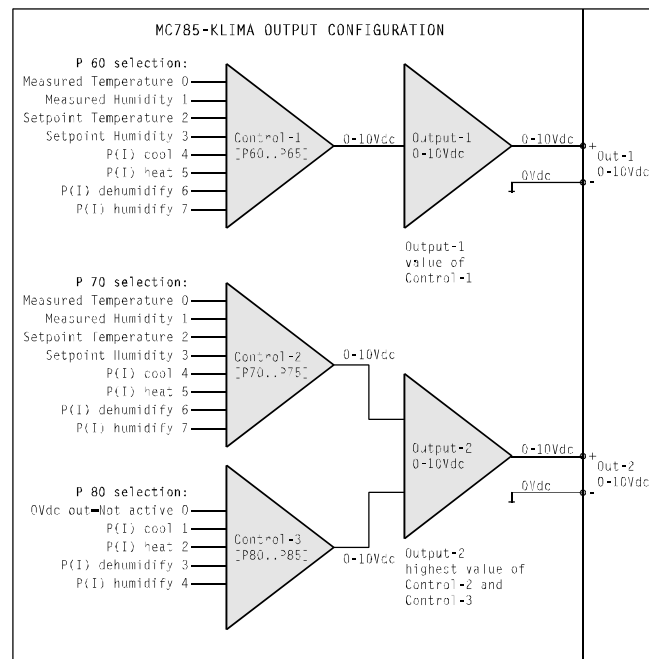 MC785-KLIMA OUTPUT CONFIGURATION
P 60 selection:
Measured Temperature 0
Measured Humidity 1
Setpoint Temperature 2
Setpoint Humidity 3
P(I) cool 4
P(I) heat 5
P(I) dehumidify 6
P(I) humidify 7
Control-1
[P60..P65]
0-10Vdc
Output-1
0-10Vdc
0-10Vdc
0Vdc
+
-
Out-1
0-10Vdc
Output-1
value of
Control-1
P 70 selection:
Measured Temperature 0
Measured Humidity 1
Setpoint Temperature 2
Setpoint Humidity 3
P(I) cool 4
P(I) heat 5
P(I) dehumidify 6
P(I) humidify 7
Control-2
[P70..P75]
0-10Vdc
P 80 selection:
0Vdc out=Not active 0
P(I) cool 1
P(I) heat 2
P(I) dehumidify 3
P(I) humidify 4
Control-3
[P80..P85]
0-10Vdc
Output-2
0-10Vdc
0-10Vdc
0Vdc
+
-
Out-2
0-10Vdc
Output-2
highest value of
Control-2 and
Control-3